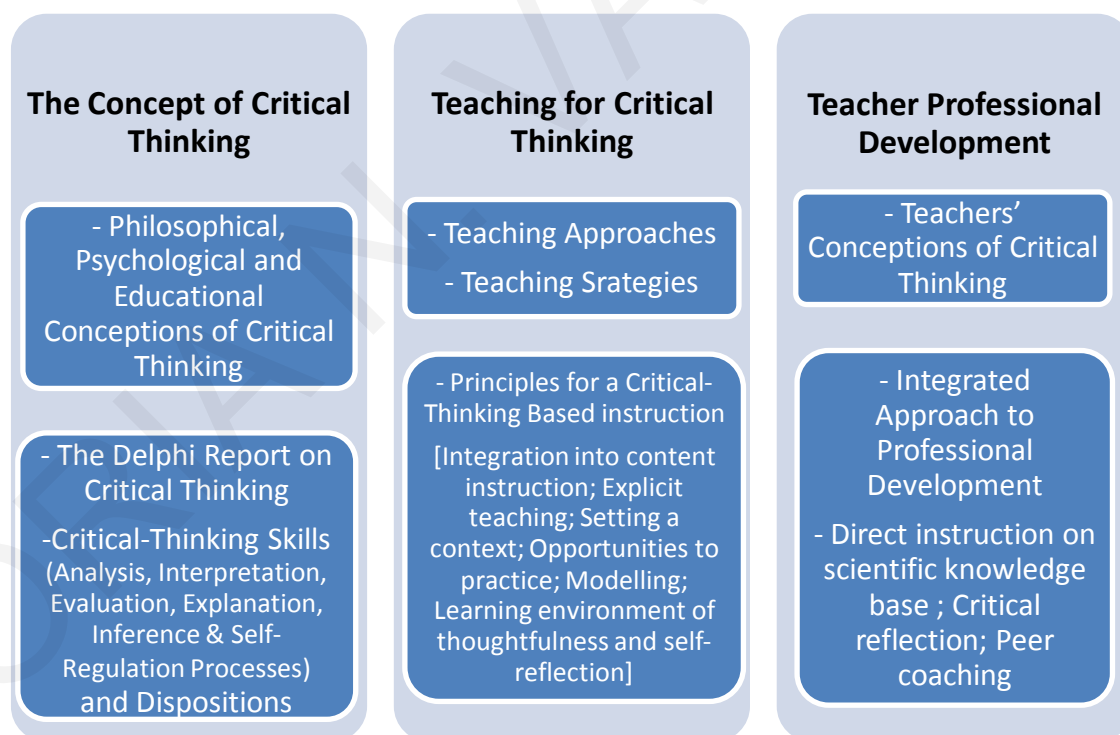 The Concept of Critical
Thinking
- Philosophical,
Psychological and
Educational
Conceptions of Critical
Thinking
- The Delphi Report on
Critical Thinking
-Critical-Thinking Skills
(Analysis, Interpretation,
Evaluation, Explanation,
Inference & Self-
Regulation Processes)
and Dispositions
Teaching for Critical
Thinking
- Teaching Approaches
- Teaching Srategies
- Principles for a Critical-
Thinking Based instruction
[Integration into content
instruction; Explicit
teaching; Setting a
context; Opportunities to
practice; Modelling;
Learning environment of
thoughtfulness and self-
reflection]
Teacher Professional
Development
- Teachers’
Conceptions of Critical
Thinking
- Integrated
Approach to
Professional
Development
- Direct instruction on
scientific knowledge
base ; Critical
reflection; Peer
coaching